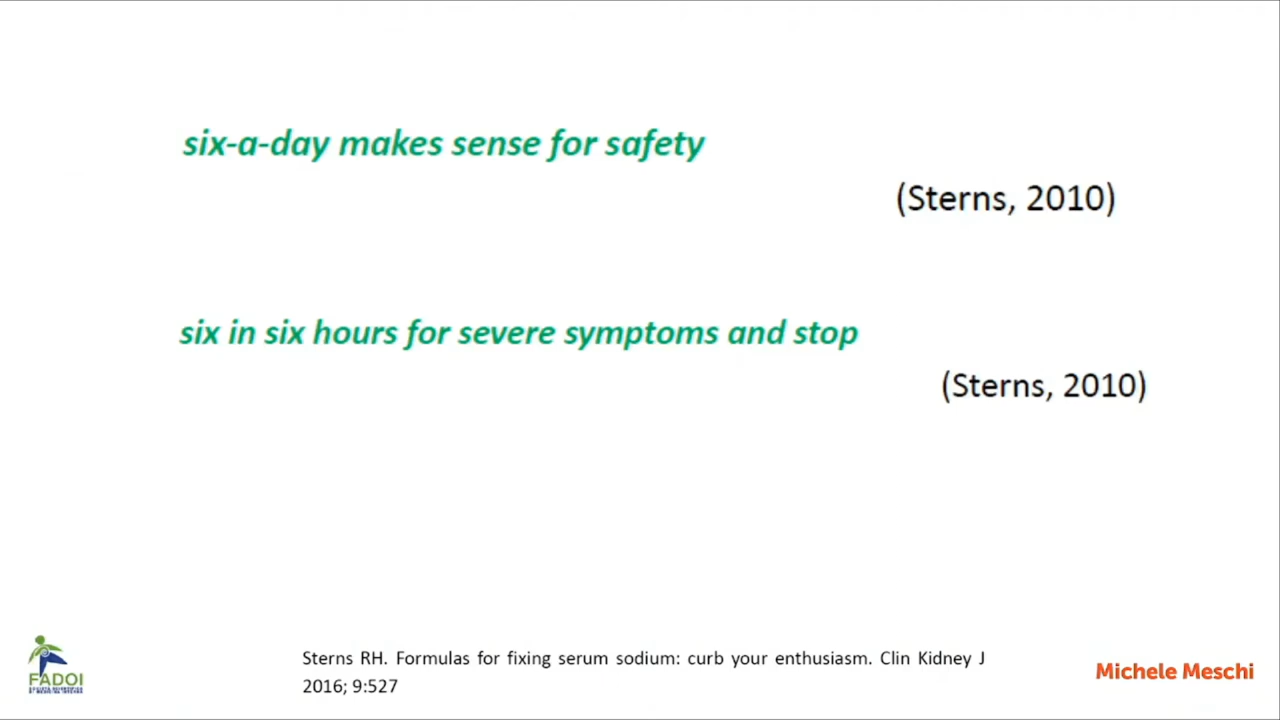 six-a-day makes sense for safety
(Sterns, 2010)
six in six hours for severe symptoms and stop
(Sterns, 2010)
Sterns RH. Formulas for fixing serum sodium: curb your enthusiasm. Clin Kidney J
2016; 9:527
Michele Meschi
FADOI